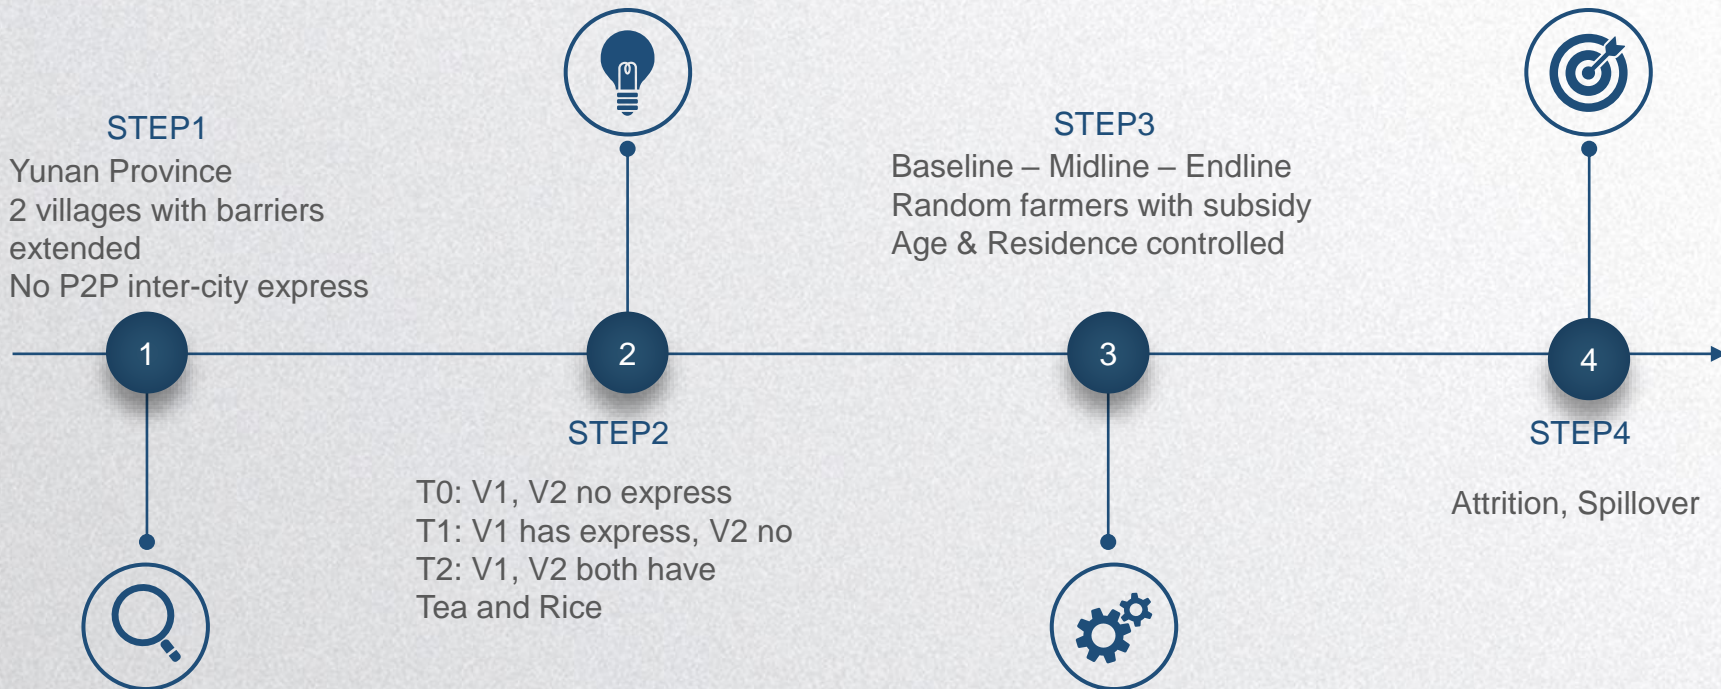 STEP1
Yunan Province
2 villages with barriers
extended
No P2P inter-city express
1
2
STEP2
T0: V1, V2 no express
T1: V1 has express, V2 no
T2: V1, V2 both have
Tea and Rice
STEP3
Baseline – Midline – Endline
Random farmers with subsidy
Age & Residence controlled
3
4
STEP4
Attrition, Spillover